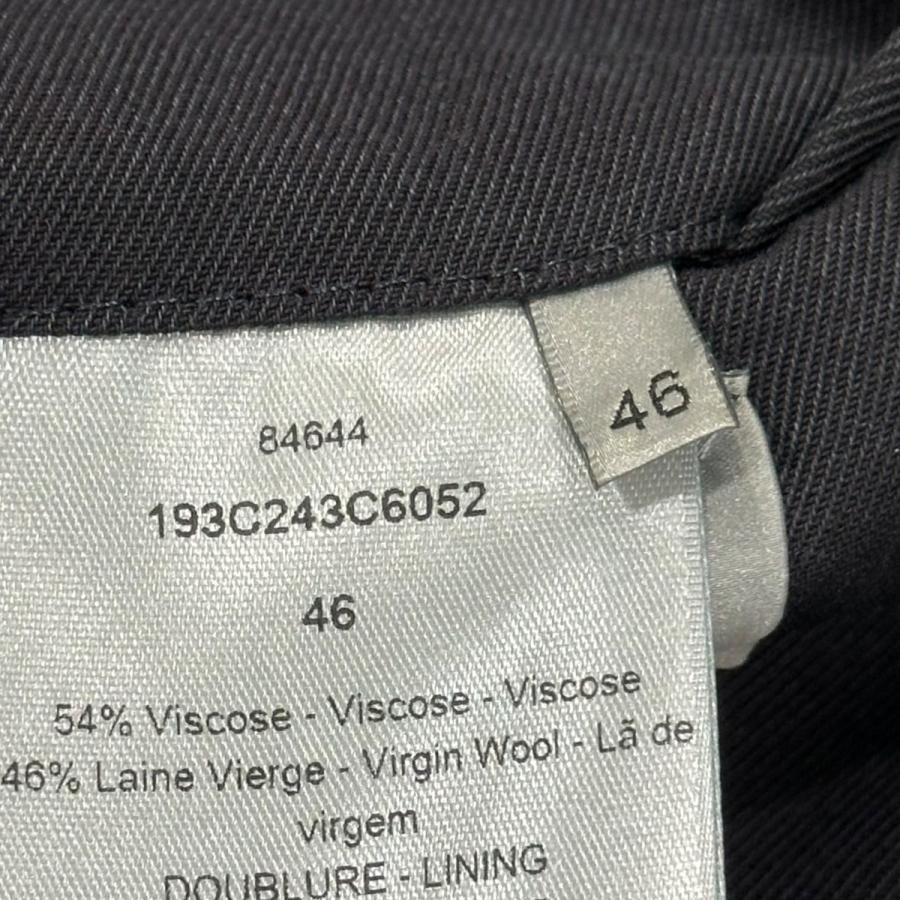 46
84644
193C243C6052
46
54% Viscose - Viscose - Viscose
46% Laine Vierge - Virgin Wool - Lã de
virgem
DOUBLURE - LINING